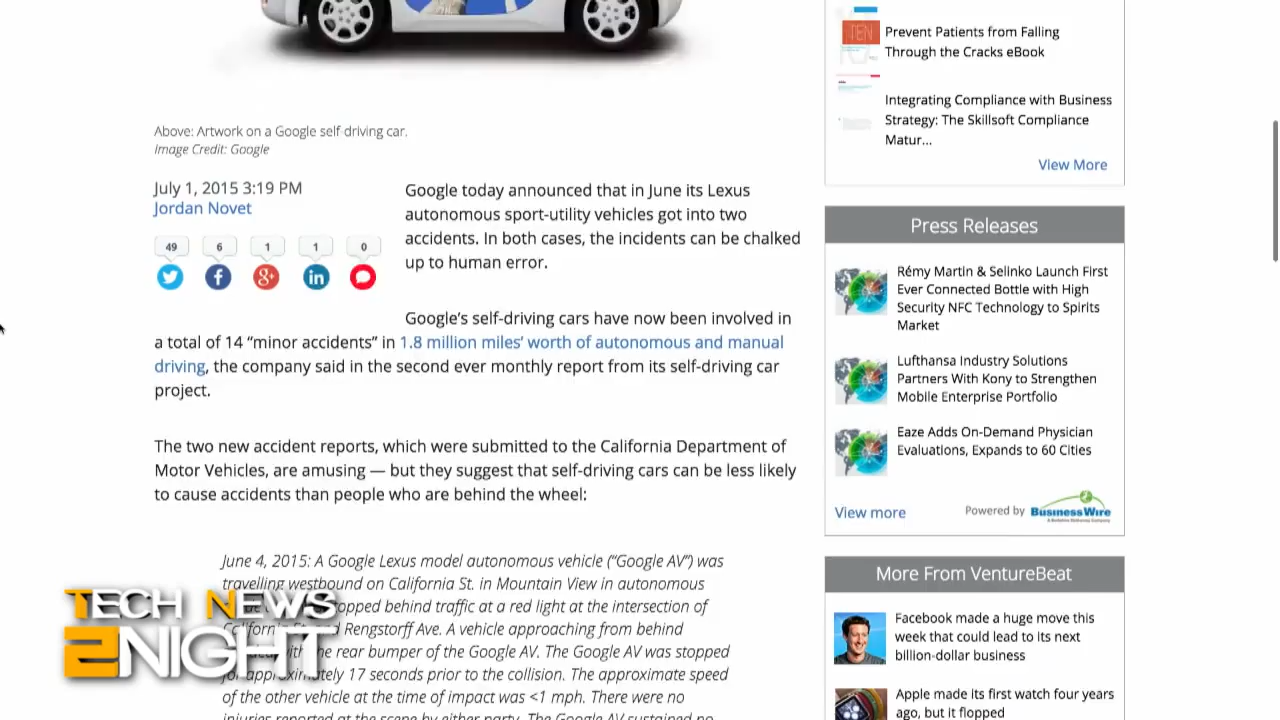 Above: Artwork on a Google self-driving car.
Image Credit: Google
July 1, 2015 3:19 PM
Jordan Novet
49 6 1 1 0
Google today announced that in June its Lexus
autonomous sport-utility vehicles got into two
accidents. In both cases, the incidents can be chalked
up to human error.
Google's self-driving cars have now been involved in
a total of 14 “minor accidents” in 1.8 million miles’ worth of autonomous and manual
driving, the company said in the second ever monthly report from its self-driving car
project.
The two new accident reports, which were submitted to the California Department of
Motor Vehicles, are amusing — but they suggest that self-driving cars can be less likely
to cause accidents than people who are behind the wheel:
June 4, 2015: A Google Lexus model autonomous vehicle (“Google AV”) was
travelling westbound on California St. in Mountain View in autonomous
stopped behind traffic at a red light at the intersection of
Rengstorff Ave. A vehicle approaching from behind
the rear bumper of the Google AV. The Google AV was stopped
for approximately 17 seconds prior to the collision. The approximate speed
of the other vehicle at the time of impact was <1 mph. There were no
injuries reported at the scene by either party. The Google AV sustained no
TECH NEWS
2NIGHT
TEN
Prevent Patients from Falling
Through the Cracks eBook
Integrating Compliance with Business
Strategy: The Skillsoft Compliance
Matur...
View More
Press Releases
Rémy Martin & Selinko Launch First
Ever Connected Bottle with High
Security NFC Technology to Spirits
Market
Lufthansa Industry Solutions
Partners With Kony to Strengthen
Mobile Enterprise Portfolio
Eaze Adds On-Demand Physician
Evaluations, Expands to 60 Cities
View more
Powered by BusinessWire
A Berkshire Hathaway Company
More From VentureBeat
Facebook made a huge move this
week that could lead to its next
billion-dollar business
Apple made its first watch four years
ago, but it flopped